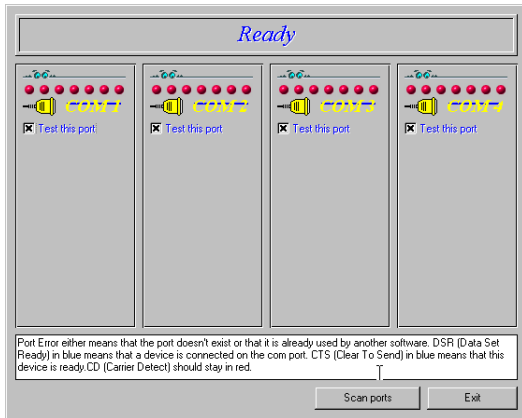 Ready
COM 1
COM 2
COM 3
COM 4
Test this port
Test this port
Test this port
Test this port
Port Error either means that the port doesn't exist or that it is already used by another software. DSR (Data Set
Ready) in blue means that a device is connected on the com port. CTS (Clear To Send) in blue means that this
device is ready.CD (Carrier Detect) should stay in red.
Scan ports
Exit